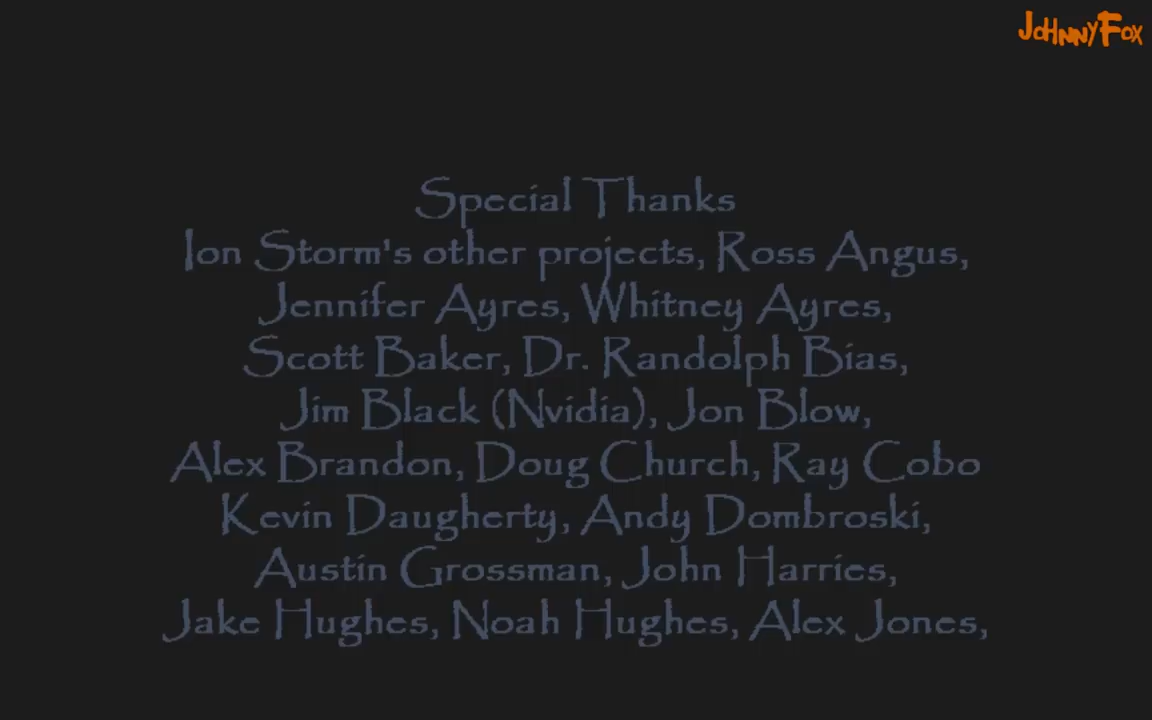 JoHnnyFox
Special Thanks
Ion Storm's other projects, Ross Angus,
Jennifer Ayres, Whitney Ayres,
Scott Baker, Dr. Randolph Bias,
Jim Black (Nvidia), Jon Blow,
Alex Brandon, Doug Church, Ray Cobo
Kevin Daugherty, Andy Dombroski,
Austin Grossman, John Harries,
Jake Hughes, Noah Hughes, Alex Jones,